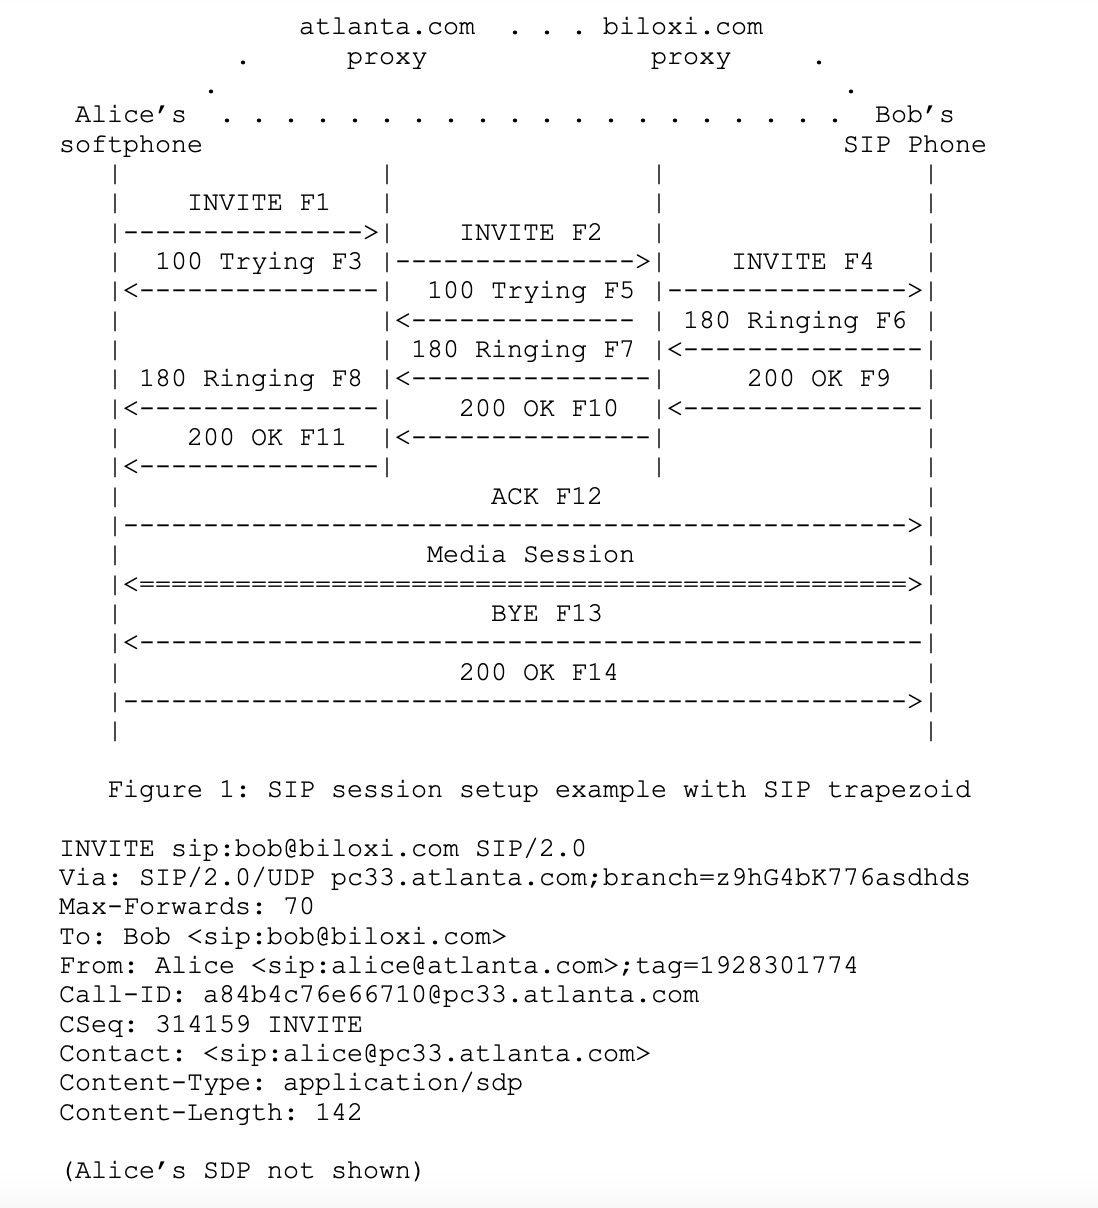 atlanta.com  . . . biloxi.com
             .      proxy              proxy     .
           .                                       .
   Alice's  . . . . . . . . . . . . . . . . . . . .  Bob's
  softphone                                        SIP Phone
     |                |                |                |
     |    INVITE F1   |                |                |
     |--------------->|    INVITE F2   |                |
     |  100 Trying F3 |--------------->|    INVITE F4   |
     |<---------------|  100 Trying F5 |--------------->|
     |                |<-------------- | 180 Ringing F6 |
     |                | 180 Ringing F7 |<---------------|
     | 180 Ringing F8 |<---------------|     200 OK F9  |
     |<---------------|    200 OK F10  |<---------------|
     |    200 OK F11  |<---------------|                |
     |<---------------|                |                |
     |                       ACK F12                    |
     |------------------------------------------------->|
     |                   Media Session                  |
     |<================================================>|
     |                       BYE F13                    |
     |<-------------------------------------------------|
     |                     200 OK F14                   |
     |------------------------------------------------->|
     |                                                  |
     Figure 1: SIP session setup example with SIP trapezoid
  INVITE sip:bob@biloxi.com SIP/2.0
  Via: SIP/2.0/UDP pc33.atlanta.com;branch=z9hG4bK776asdhds
  Max-Forwards: 70
  To: Bob <sip:bob@biloxi.com>
  From: Alice <sip:alice@atlanta.com>;tag=1928301774
  Call-ID: a84b4c76e66710@pc33.atlanta.com
  CSeq: 314159 INVITE
  Contact: <sip:alice@pc33.atlanta.com>
  Content-Type: application/sdp
  Content-Length: 142
  (Alice's SDP not shown)